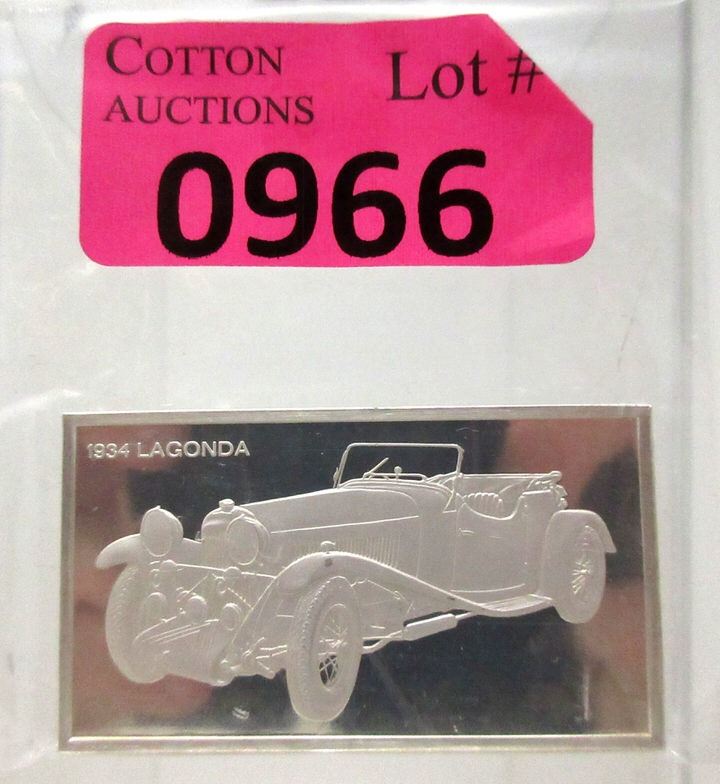 COTTON
AUCTIONS
Lot #
0966
1934 LAGONDA